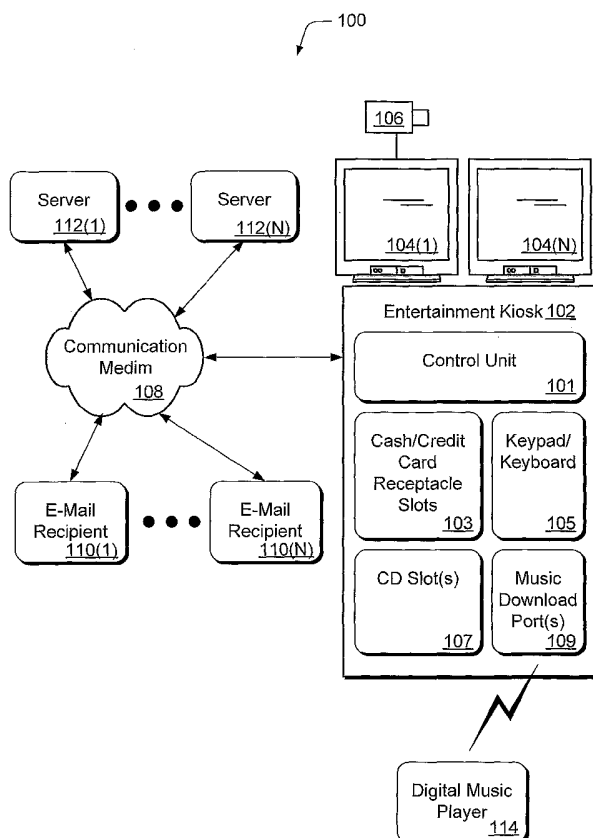 100
106
Server
112(1)
Server
112(N)
104(1)
104(N)
Entertainment Kiosk 102
Control Unit
101
Communication
Medim
108
Cash/Credit
Card
Receptacle
Slots
103
Keypad/
Keyboard
105
E-Mail
Recipient
110(1)
E-Mail
Recipient
110(N)
CD Slot(s)
107
Music
Download
Port(s)
109
Digital Music
Player
114